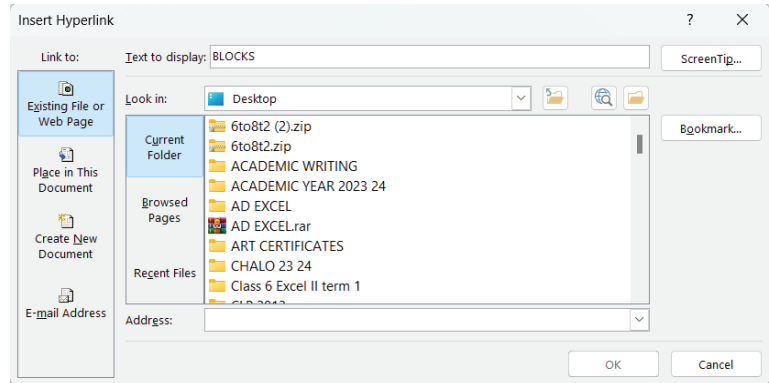 Insert Hyperlink
?
Link to:
Text to display:
BLOCKS
ScreenTip...
Existing File or
Web Page
Place in This
Document
Create New
Document
E-mail Address
Look in:
Desktop
Bookmark...
Current
Folder
Browsed
Pages
Recent Files
6to8t2 (2).zip
6to8t2.zip
ACADEMIC WRITING
ACADEMIC YEAR 2023 24
AD EXCEL
AD EXCEL.rar
ART CERTIFICATES
CHALO 23 24
Class 6 Excel II term 1
Address:
OK
Cancel